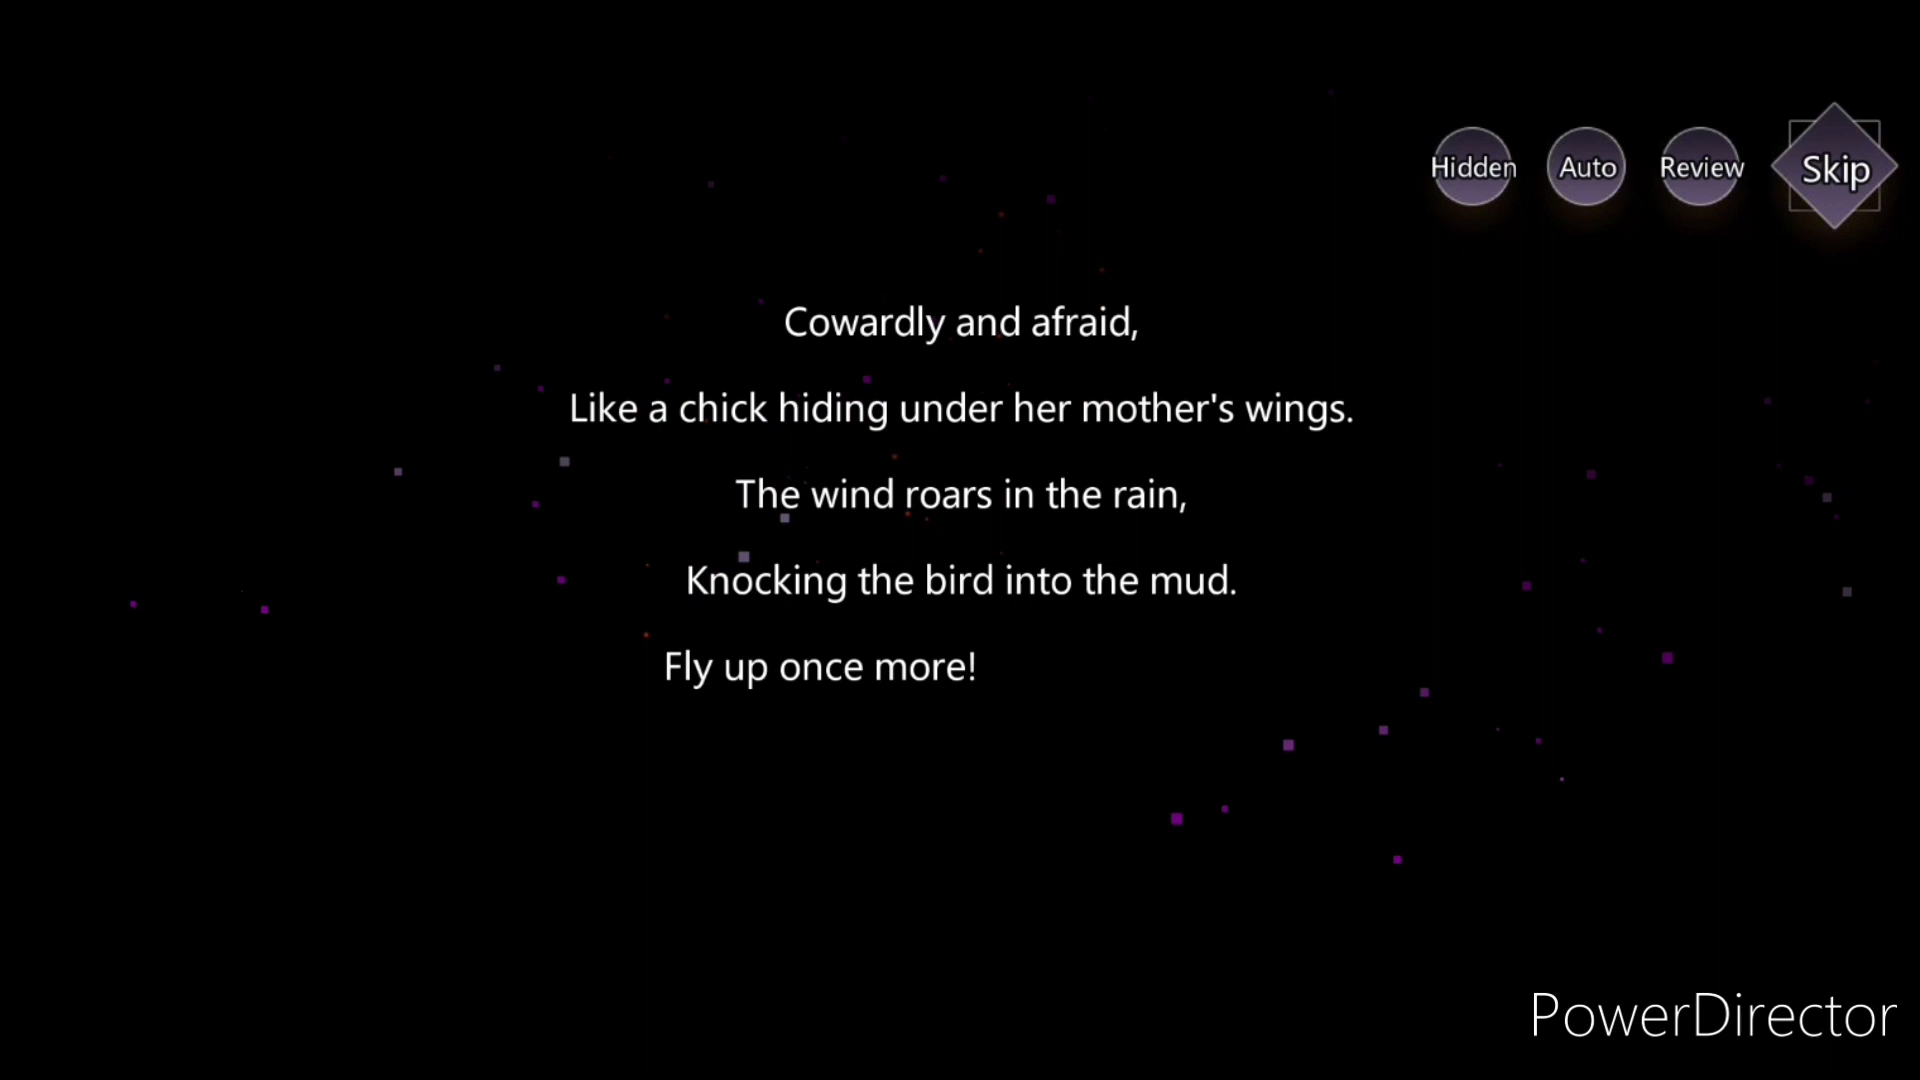 Hidden Auto Review Skip
Cowardly and afraid,
Like a chick hiding under her mother's wings.
The wind roars in the rain,
Knocking the bird into the mud.
Fly up once more!
PowerDirector